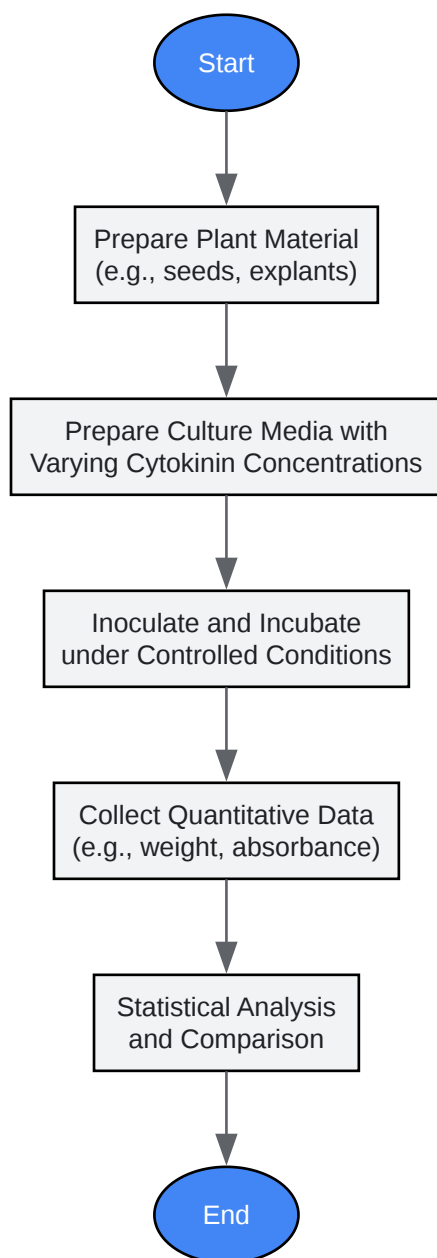 Start
Prepare Plant Material
(e.g., seeds, explants)
Prepare Culture Media with
Varying Cytokinin Concentrations
Inoculate and Incubate
under Controlled Conditions
Collect Quantitative Data
(e.g., weight, absorbance)
Statistical Analysis
and Comparison
End